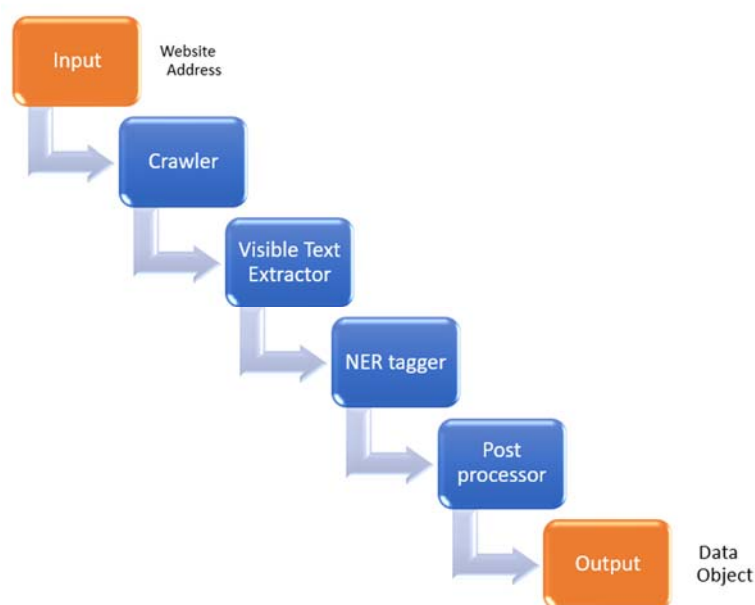 Input
Website
Address
Crawler
Visible Text
Extractor
NER tagger
Post
processor
Output
Data
Object